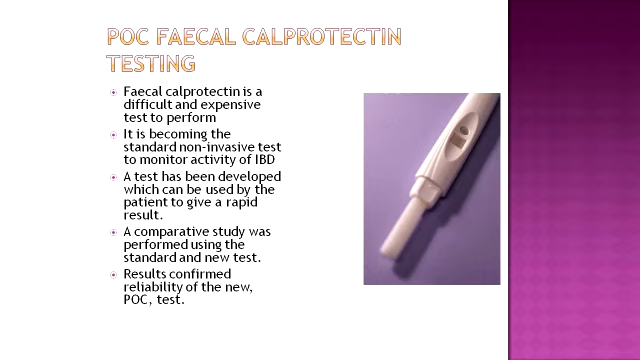 POC FAECAL CALPROTECTIN
TESTING
Faecal calprotectin is a
difficult and expensive
test to perform
It is becoming the
standard non-invasive test
to monitor activity of IBD
A test has been developed
which can be used by the
patient to give a rapid
result.
A comparative study was
performed using the
standard and new test.
Results confirmed
reliability of the new,
POC, test.